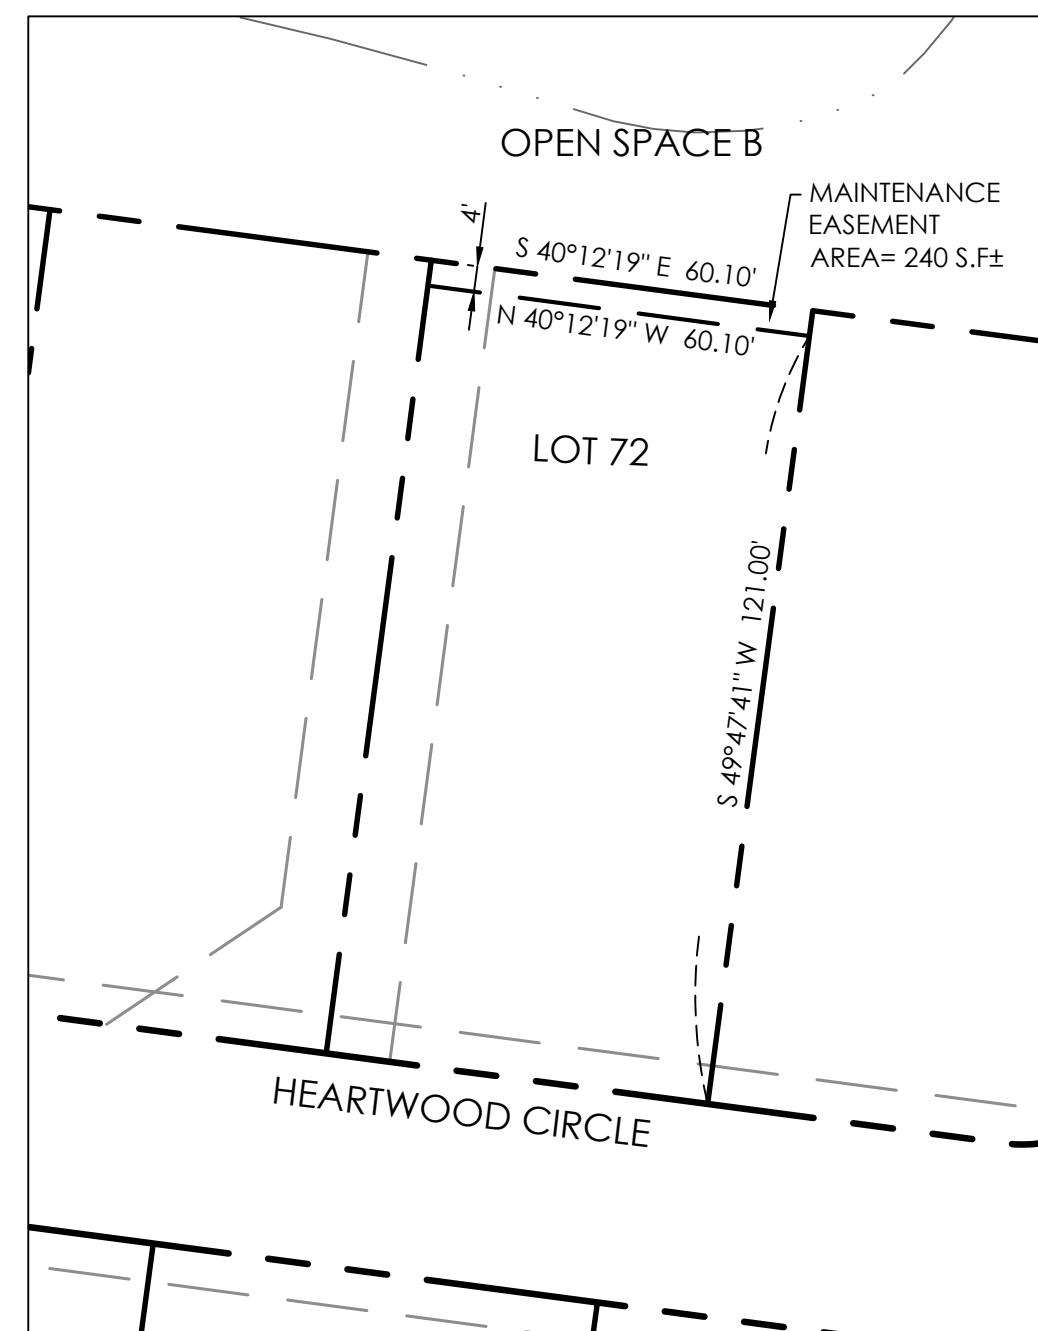 OPEN SPACE B
MAINTENANCE
EASEMENT
AREA= 240 S.F±
4'
S 40°12'19" E 60.10'
N 40°12'19" W 60.10'
LOT 72
S 49°47'41" W 121.00'
HEARTWOOD CIRCLE